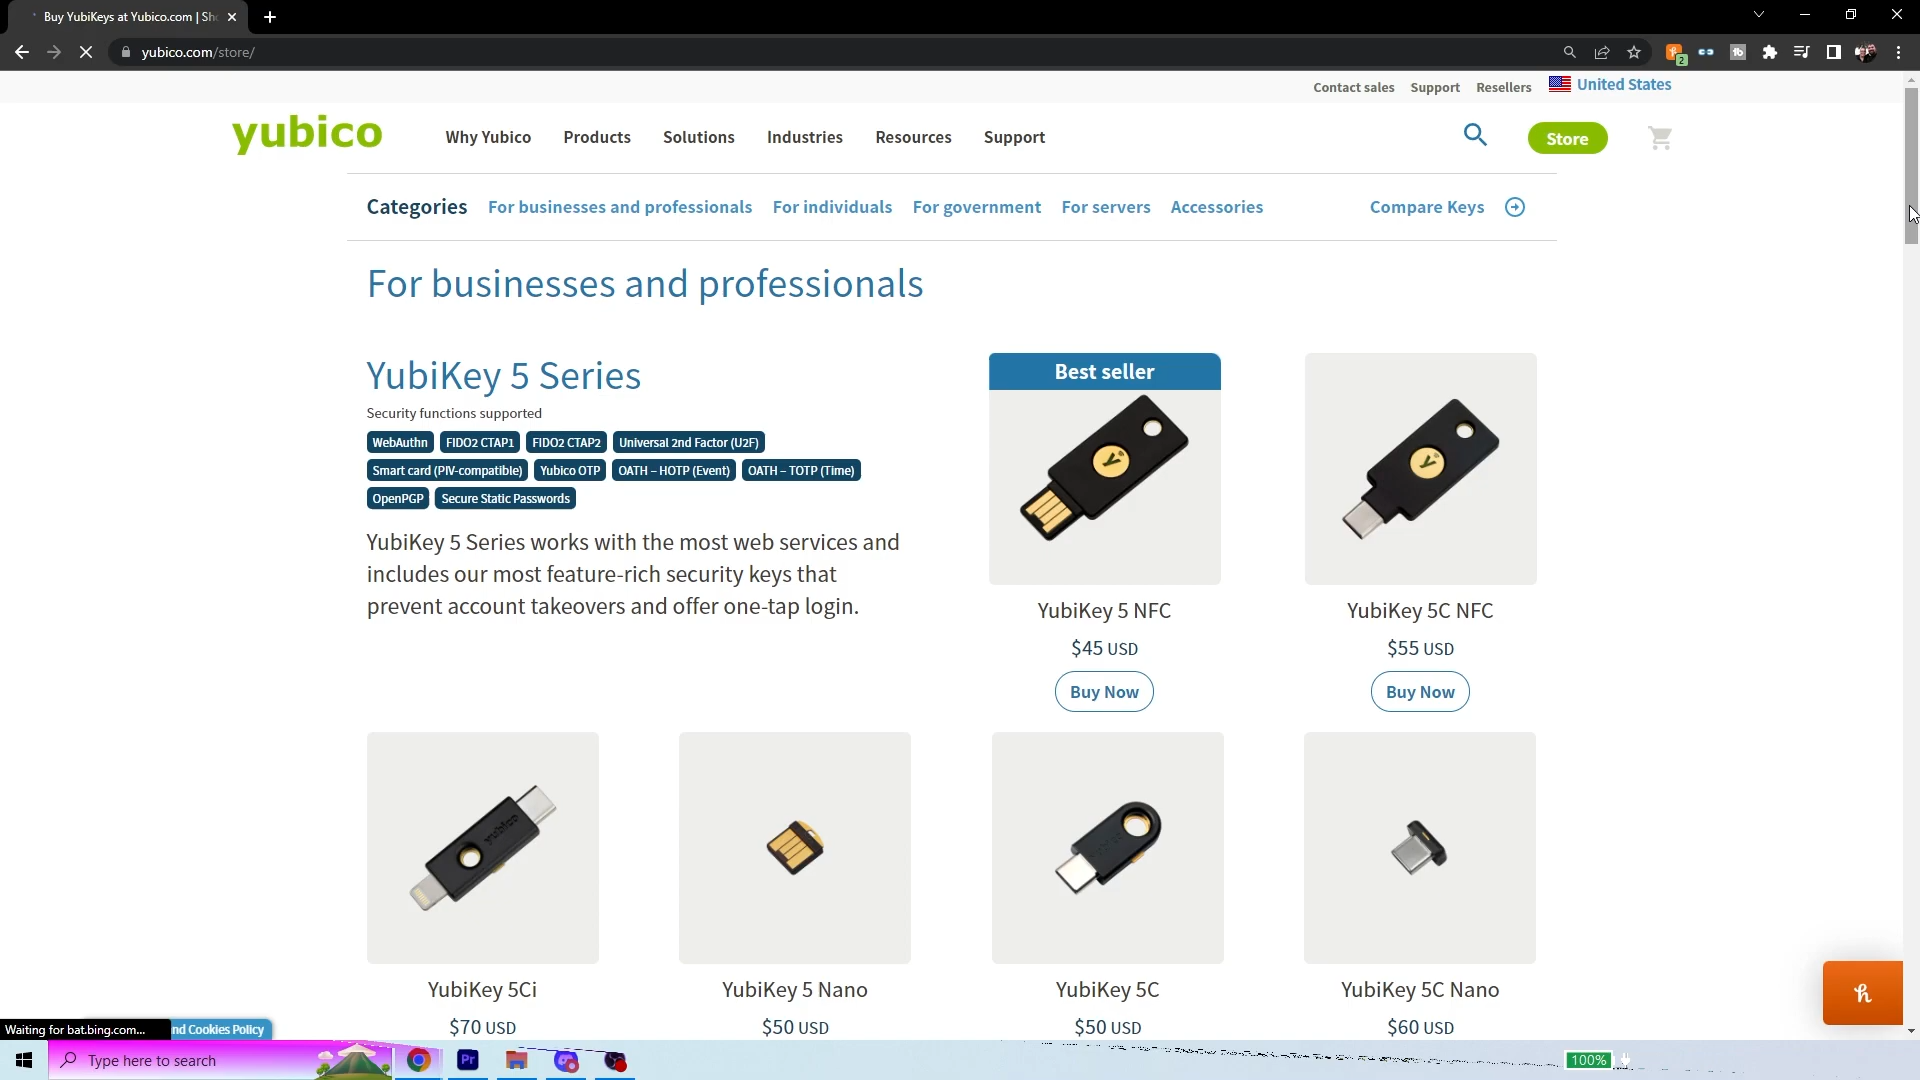 Buy YubiKeys at Yubico.com | Sh
yubico.com/store/
2
Contact sales Support Resellers United States
yubico Why Yubico Products Solutions Industries Resources Support Store
Categories For businesses and professionals For individuals For government For servers Accessories Compare Keys
For businesses and professionals
YubiKey 5 Series
Security functions supported
WebAuthn FIDO2 CTAP1 FIDO2 CTAP2 Universal 2nd Factor (U2F)
Smart card (PIV-compatible) Yubico OTP OATH – HOTP (Event) OATH – TOTP (Time)
OpenPGP Secure Static Passwords
YubiKey 5 Series works with the most web services and
includes our most feature-rich security keys that
prevent account takeovers and offer one-tap login.
Best seller
YubiKey 5 NFC
$45 USD
Buy Now
YubiKey 5C NFC
$55 USD
Buy Now
yubico
YubiKey 5Ci
$70 USD
YubiKey 5 Nano
$50 USD
YubiKey 5C
$50 USD
YubiKey 5C Nano
$60 USD
Waiting for bat.bing.com... nd Cookies Policy
Type here to search
Pr
100%